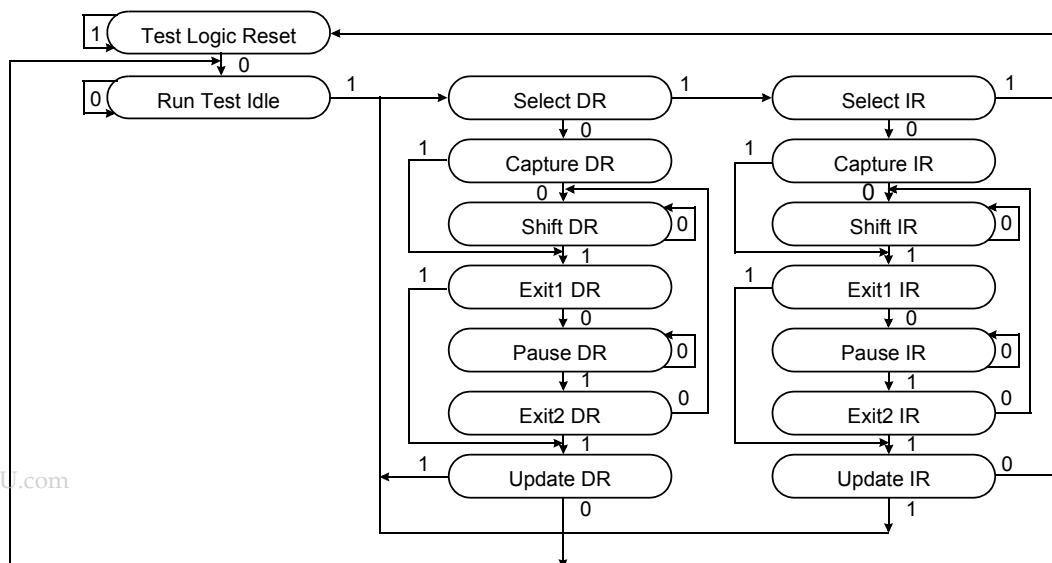 1 Test Logic Reset
0
0 Run Test Idle 1 Select DR 1 Select IR 1
0 0
1 Capture DR 1 Capture IR
0 0
Shift DR 0 Shift IR 0
1 1
1 Exit1 DR 1 Exit1 IR
0 0
Pause DR 0 Pause IR 0
1 1
Exit2 DR 0 Exit2 IR 0
1 1
U.com 1 Update DR Update IR 0
0 1